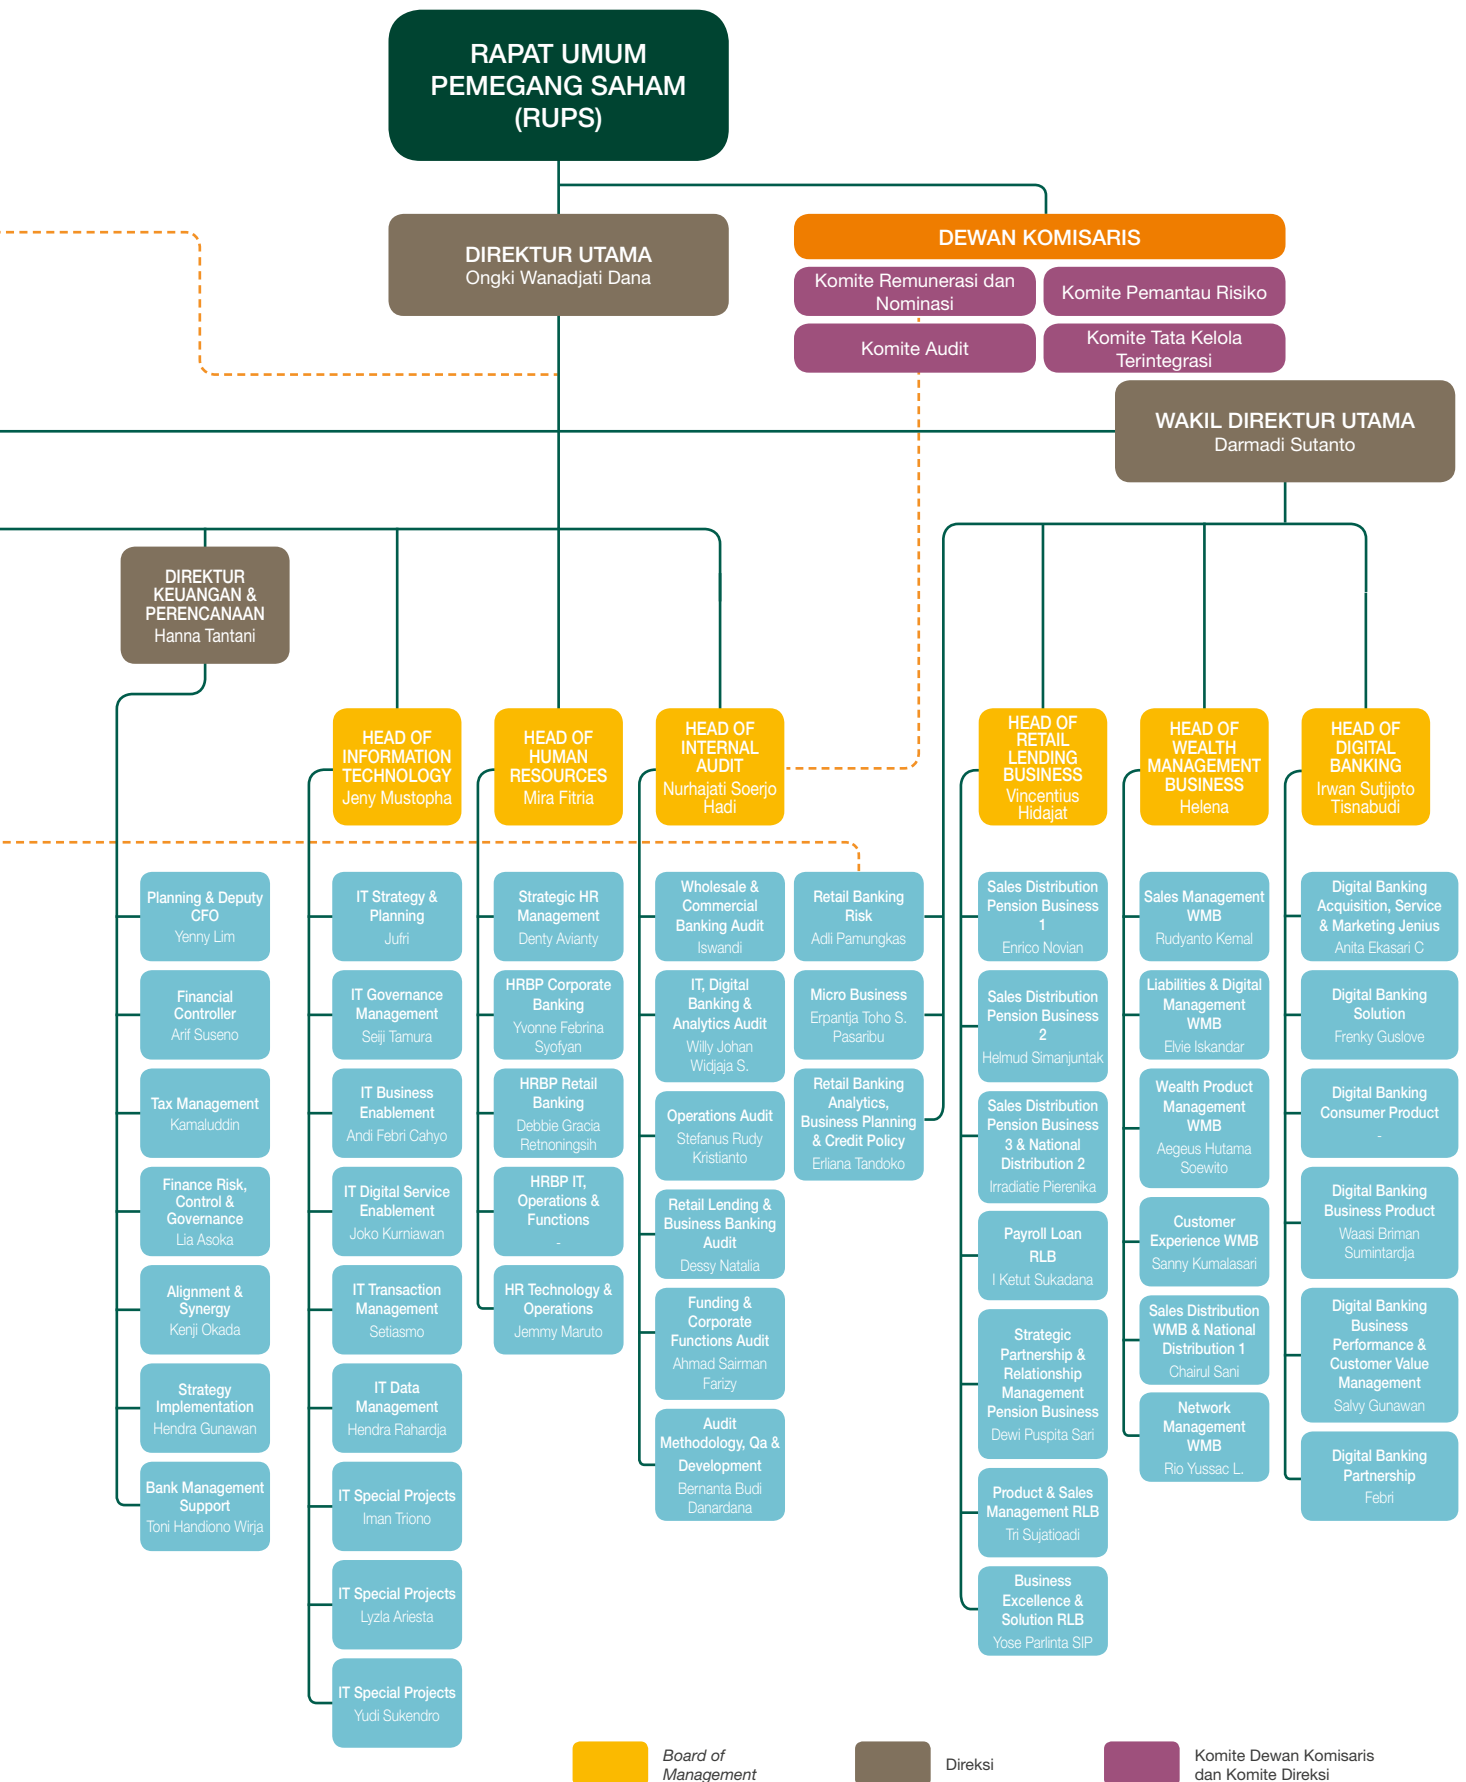 RAPAT UMUM
PEMEGANG SAHAM
(RUPS)
DIREKTUR UTAMA
Ongki Wanadjati Dana
DEWAN KOMISARIS
Komite Remunerasi dan
Nominasi
Komite Pemantau Risiko
Komite Audit
Komite Tata Kelola
Terintegrasi
WAKIL DIREKTUR UTAMA
Darmadi Sutanto
DIREKTUR
KEUANGAN &
PERENCANAAN
Hanna Tantani
HEAD OF
INFORMATION
TECHNOLOGY
Jeny Mustopha
HEAD OF
HUMAN
RESOURCES
Mira Fitria
HEAD OF
INTERNAL
AUDIT
Nurhajati Soerjo
Hadi
HEAD OF
RETAIL
LENDING
BUSINESS
Vincentius
Hidajat
HEAD OF
WEALTH
MANAGEMENT
BUSINESS
Helena
HEAD OF
DIGITAL
BANKING
Irwan Sutjipto
Tisnabudi
Planning & Deputy
CFO
Yenny Lim
Financial
Controller
Arif Suseno
Tax Management
Kamaluddin
Finance Risk,
Control &
Governance
Lia Asoka
Alignment &
Synergy
Kenji Okada
Strategy
Implementation
Hendra Gunawan
Bank Management
Support
Toni Handiono Wirja
IT Strategy &
Planning
Jufri
IT Governance
Management
Seiji Tamura
IT Business
Enablement
Andi Febri Cahyo
IT Digital Service
Enablement
Joko Kurniawan
IT Transaction
Management
Setiasmo
IT Data
Management
Hendra Rahardja
IT Special Projects
Iman Triono
IT Special Projects
Lyzla Ariesta
IT Special Projects
Yudi Sukendro
Strategic HR
Management
Denty Avianty
HRBP Corporate
Banking
Yvonne Febrina
Syofyan
HRBP Retail
Banking
Debbie Gracia
Retnoningsih
HRBP IT,
Operations &
Functions
-
HR Technology &
Operations
Jemmy Maruto
Wholesale &
Commercial
Banking Audit
Iswandi
IT, Digital
Banking &
Analytics Audit
Willy Johan
Widjaja S.
Operations Audit
Stefanus Rudy
Kristianto
Retail Lending &
Business Banking
Audit
Dessy Natalia
Funding &
Corporate
Functions Audit
Ahmad Sairman
Farizy
Audit
Methodology, Qa &
Development
Bernanta Budi
Danardana
Retail Banking
Risk
Adli Pamungkas
Micro Business
Erpantja Toho S.
Pasaribu
Retail Banking
Analytics,
Business Planning
& Credit Policy
Erliana Tandoko
Sales Distribution
Pension Business
1
Enrico Novian
Sales Distribution
Pension Business
2
Helmud Simanjuntak
Sales Distribution
Pension Business
3 & National
Distribution 2
Irradiatie Pierenika
Payroll Loan
RLB
I Ketut Sukadana
Strategic
Partnership &
Relationship
Management
Pension Business
Dewi Puspita Sari
Product & Sales
Management RLB
Tri Sujatioadi
Business
Excellence &
Solution RLB
Yose Parlinta SIP
Sales Management
WMB
Rudyanto Kemal
Liabilities & Digital
Management
WMB
Elvie Iskandar
Wealth Product
Management
WMB
Aegeus Hutama
Soewito
Customer
Experience WMB
Sanny Kumalasari
Sales Distribution
WMB & National
Distribution 1
Chairul Sani
Network
Management
WMB
Rio Yussac L.
Digital Banking
Acquisition, Service
& Marketing Jenius
Anita Ekasari C
Digital Banking
Solution
Frenky Guslove
Digital Banking
Consumer Product
-
Digital Banking
Business Product
Waasi Briman
Sumintardja
Digital Banking
Business
Performance &
Customer Value
Management
Salvy Gunawan
Digital Banking
Partnership
Febri
Board of
Management
Direksi
Komite Dewan Komisaris
dan Komite Direksi